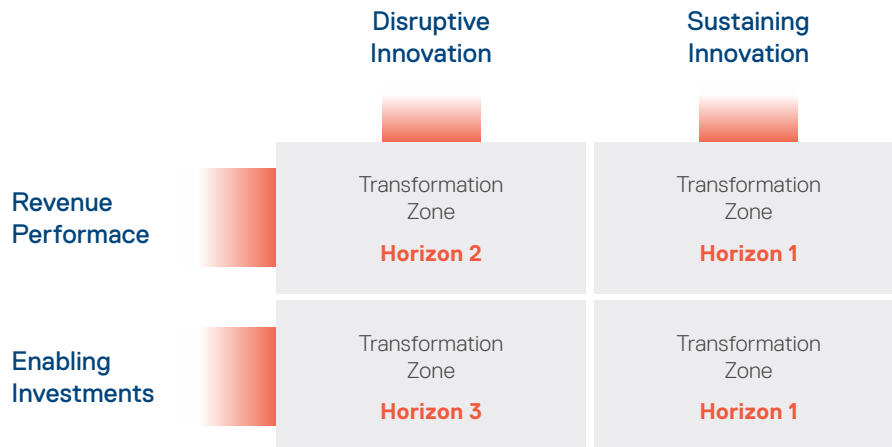 Disruptive
Innovation
Sustaining
Innovation
Revenue
Performace
Transformation
Zone
Horizon 2
Transformation
Zone
Horizon 1
Enabling
Investments
Transformation
Zone
Horizon 3
Transformation
Zone
Horizon 1